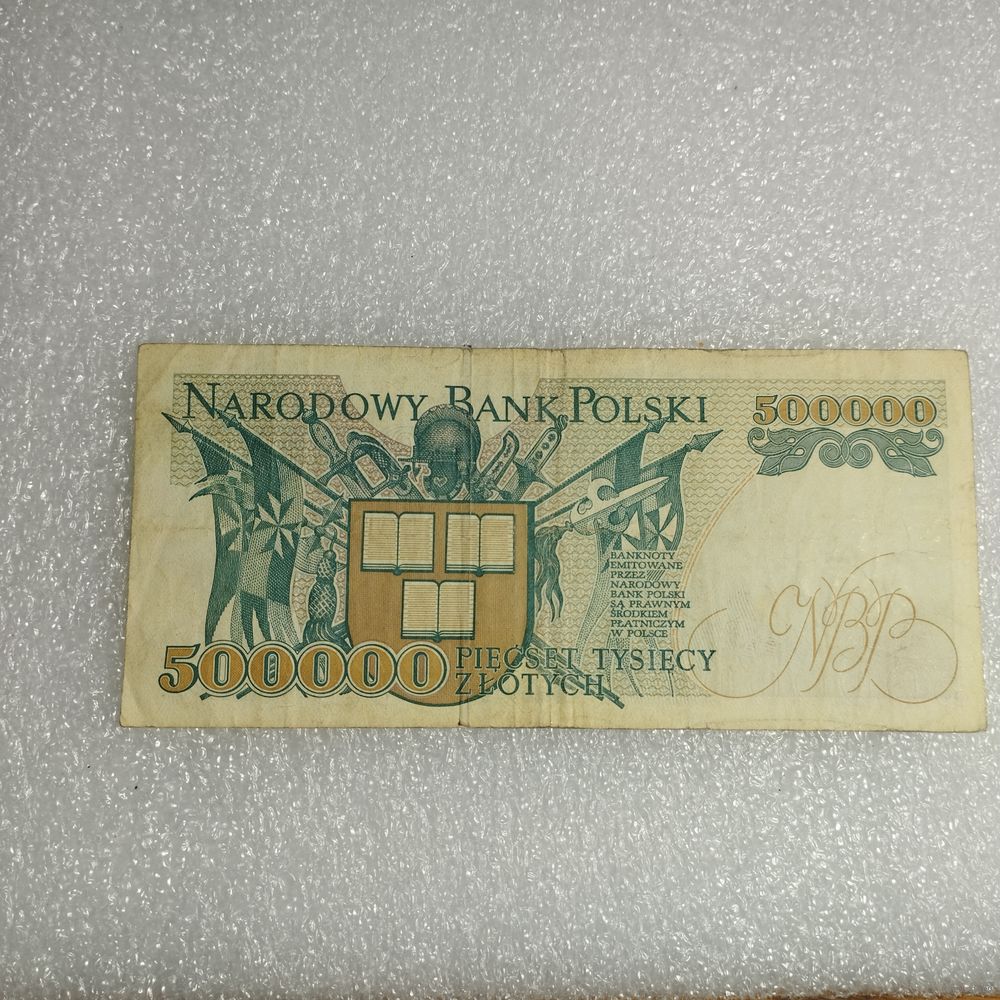 NARODOWY BANK POLSKI
500000
BANKNOTY
EMITOWANE
PRZEZ
NARODOWY
BANK POLSKI
SĄ PRAWNYM
ŚRODKIEM
PŁATNICZYM
W POLSCE
NBP
500000 PIĘĆSET TYSIĘCY
ZŁOTYCH